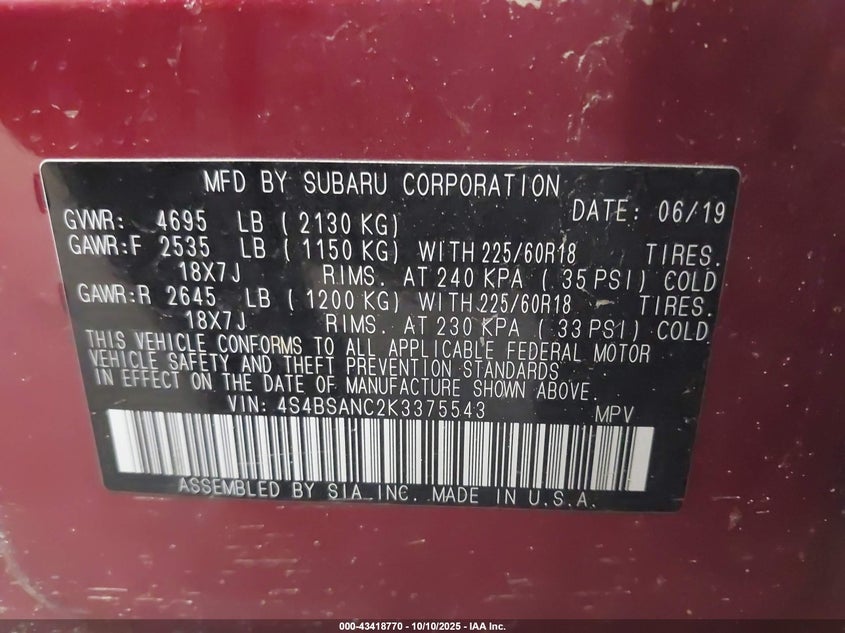 MFD BY SUBARU CORPORATION
DATE: 06/19
GVWR: 4695 LB ( 2130 KG)
GAWR:F 2535 LB ( 1150 KG) WITH 225/60R18 TIRES.
18X7J RIMS. AT 240 KPA ( 35 PSI) COLD
GAWR:R 2645 LB ( 1200 KG) WITH 225/60R18 TIRES.
18X7J RIMS. AT 230 KPA ( 33 PSI) COLD
THIS VEHICLE CONFORMS TO ALL APPLICABLE FEDERAL MOTOR
VEHICLE SAFETY AND THEFT PREVENTION STANDARDS
IN EFFECT ON THE DATE OF MANUFACTURE SHOWN ABOVE.
VIN: 4S4BSANC2K3375543 MPV
ASSEMBLED BY SIA INC. MADE IN U.S.A.
000-43418770 - 10/10/2025 - IAA Inc.